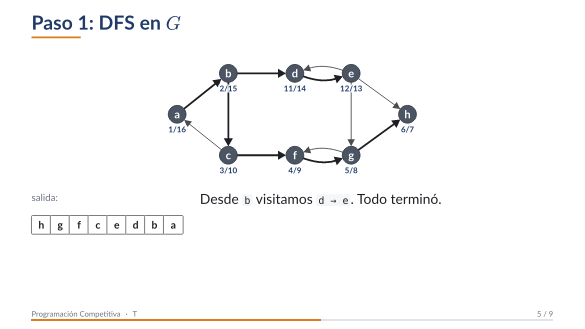 Paso 1: DFS en G
b
2/15
d
11/14
e
12/13
a
1/16
h
6/7
c
3/10
f
4/9
g
5/8
salida:
h g f c e d b a
Desde b visitamos d → e. Todo terminó.
Programación Competitiva · T
5 / 9